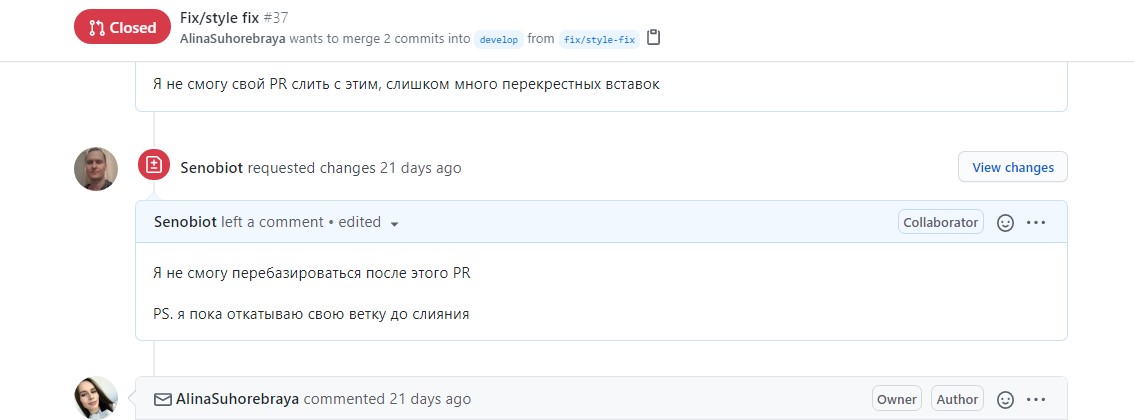 Closed
Fix/style fix #37
AlinaSuhorebraya wants to merge 2 commits into develop from fix/style-fix
Я не смогу свой PR слить с этим, слишком много перекрестных вставок
Senobiot requested changes 21 days ago
View changes
Senobiot left a comment • edited
Collaborator
Я не смогу перебазироваться после этого PR
PS. я пока откатываю свою ветку до слияния
AlinaSuhorebraya commented 21 days ago
Owner
Author